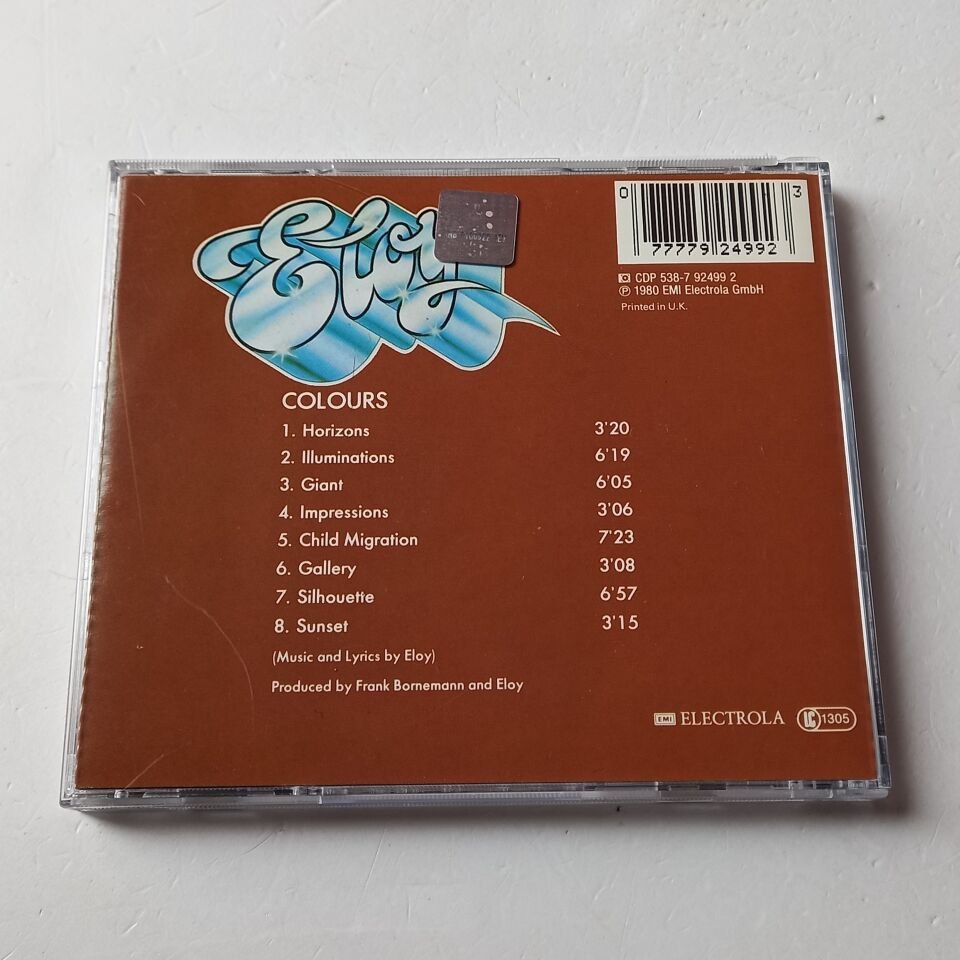 Eloy
0
3
77779 24992
CDP 538-7 92499 2
℗ 1980 EMI Electrola GmbH
Printed in U.K.
COLOURS
1. Horizons 3'20
2. Illuminations 6'19
3. Giant 6'05
4. Impressions 3'06
5. Child Migration 7'23
6. Gallery 3'08
7. Silhouette 6'57
8. Sunset 3'15
(Music and Lyrics by Eloy)
Produced by Frank Bornemann and Eloy
EMI ELECTROLA LC 1305